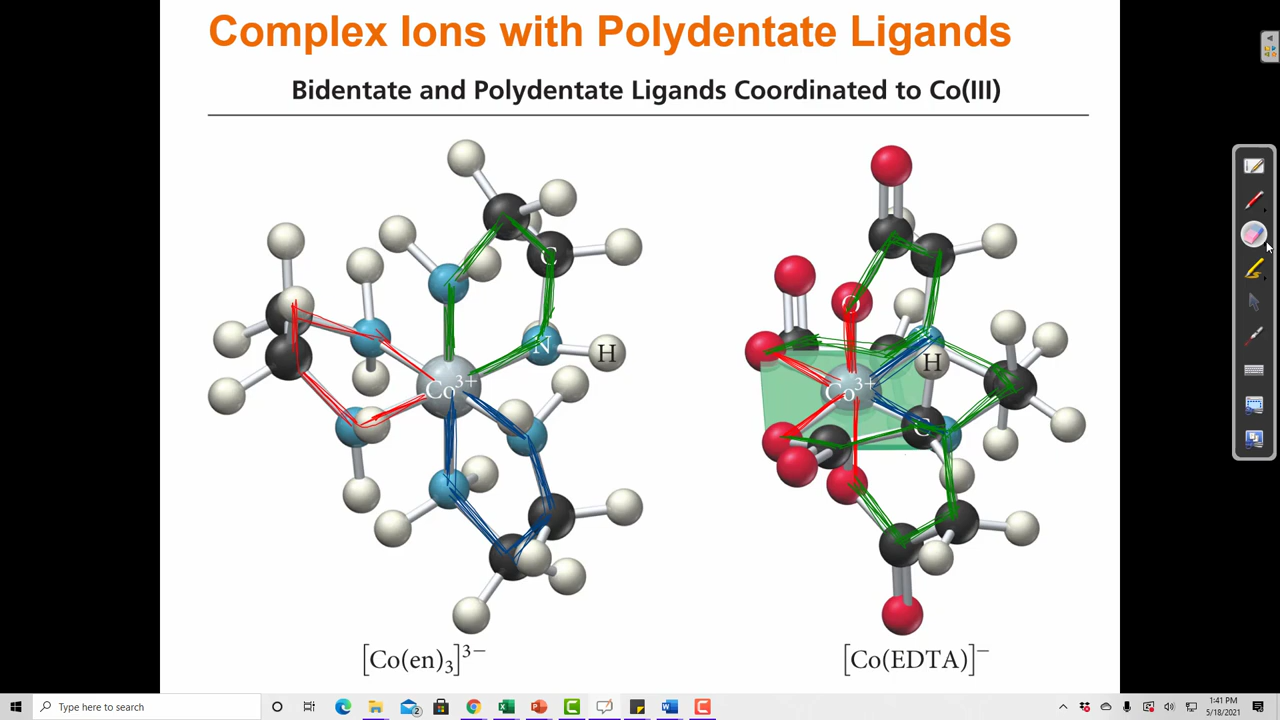 Complex Ions with Polydentate Ligands
Bidentate and Polydentate Ligands Coordinated to Co(III)
C
N
H
Co³⁺
O
H
Co³⁺
C
[Co(en)₃]³⁻
[Co(EDTA)]⁻
Type here to search
2
1:41 PM
5/18/2021